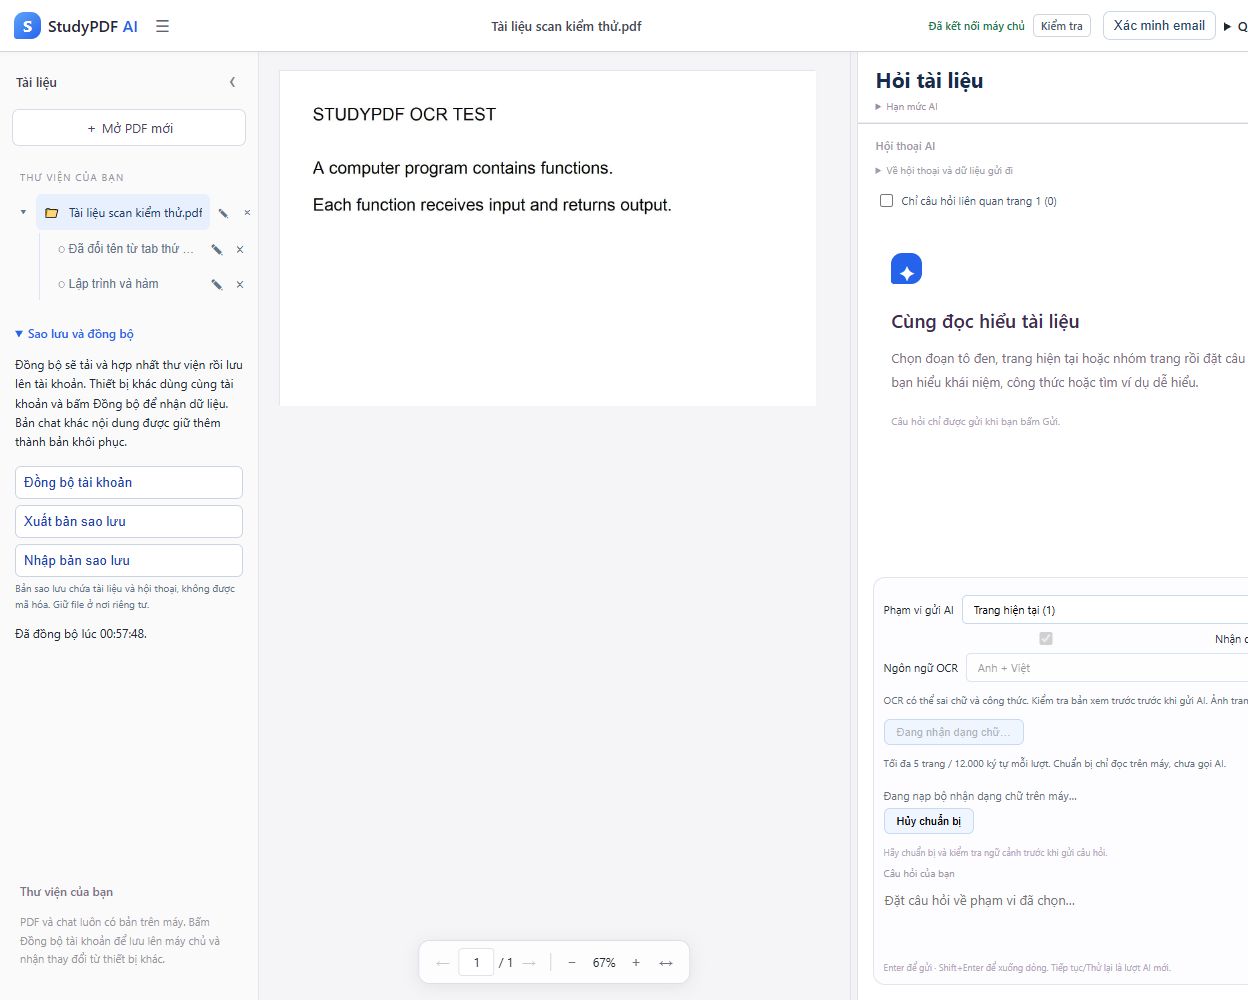 S StudyPDF AI
Tài liệu scan kiểm thử.pdf
Đã kết nối máy chủ
Kiểm tra
Xác minh email
Tài liệu
+ Mở PDF mới
THƯ VIỆN CỦA BẠN
Tài liệu scan kiểm thử.pdf
Đã đổi tên từ tab thứ ...
Lập trình và hàm
Sao lưu và đồng bộ
Đồng bộ sẽ tải và hợp nhất thư viện rồi lưu
lên tài khoản. Thiết bị khác dùng cùng tài
khoản và bấm Đồng bộ để nhận dữ liệu.
Bản chat khác nội dung được giữ thêm
thành bản khôi phục.
Đồng bộ tài khoản
Xuất bản sao lưu
Nhập bản sao lưu
Bản sao lưu chứa tài liệu và hội thoại, không được
mã hóa. Giữ file ở nơi riêng tư.
Đã đồng bộ lúc 00:57:48.
Thư viện của bạn
PDF và chat luôn có bản trên máy. Bấm
Đồng bộ tài khoản để lưu lên máy chủ và
nhận thay đổi từ thiết bị khác.
STUDYPDF OCR TEST
A computer program contains functions.
Each function receives input and returns output.
1 / 1
67%
Hỏi tài liệu
Hạn mức AI
Hội thoại AI
Về hội thoại và dữ liệu gửi đi
Chỉ câu hỏi liên quan trang 1 (0)
Cùng đọc hiểu tài liệu
Chọn đoạn tô đen, trang hiện tại hoặc nhóm trang rồi đặt câu
bạn hiểu khái niệm, công thức hoặc tìm ví dụ dễ hiểu.
Câu hỏi chỉ được gửi khi bạn bấm Gửi.
Phạm vi gửi AI
Trang hiện tại (1)
Nhận
Ngôn ngữ OCR
Anh + Việt
OCR có thể sai chữ và công thức. Kiểm tra bản xem trước trước khi gửi AI. Ảnh
Đang nhận dạng chữ...
Tối đa 5 trang / 12.000 ký tự mỗi lượt. Chuẩn bị chỉ đọc trên máy, chưa gọi AI.
Đang nạp bộ nhận dạng chữ trên máy...
Hủy chuẩn bị
Hãy chuẩn bị và kiểm tra ngữ cảnh trước khi gửi câu hỏi.
Câu hỏi của bạn
Đặt câu hỏi về phạm vi đã chọn...
Enter để gửi · Shift+Enter để xuống dòng. Tiếp tục/Thử lại là lượt AI mới.